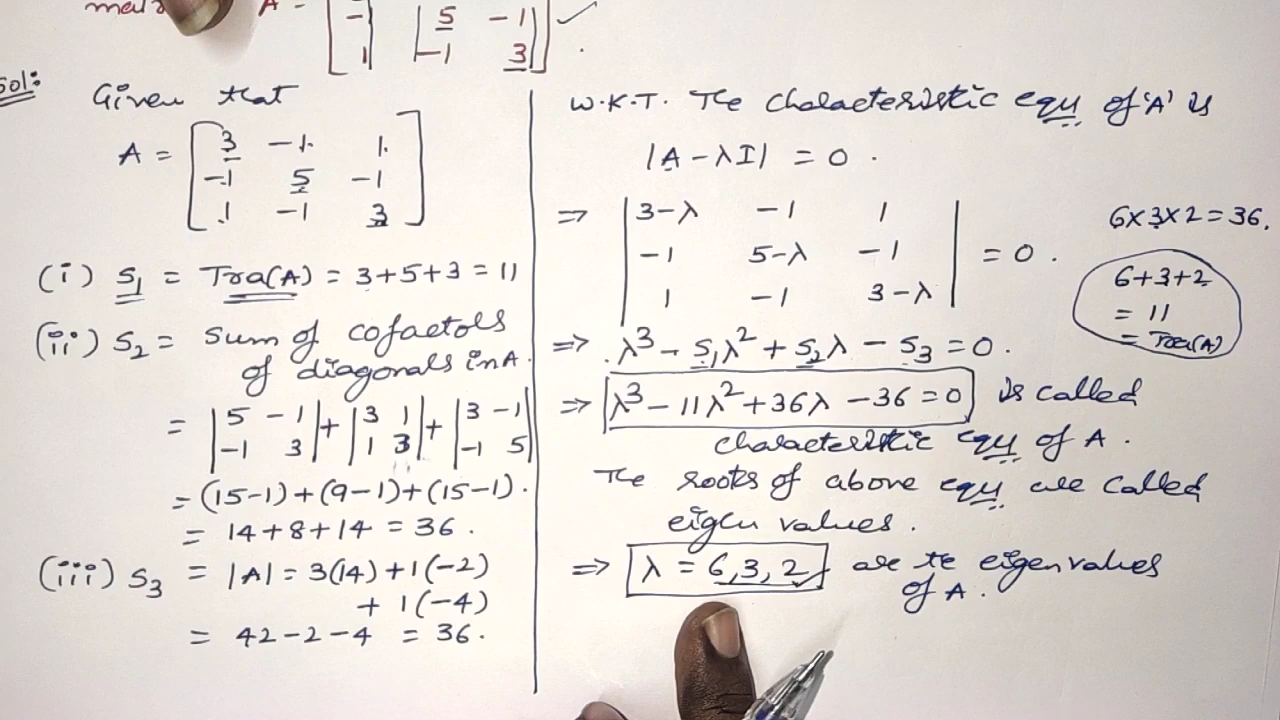 A = [ - | 5 -1 | ] ✓
1 | -1 3 | .
Sol:
Given that
A = [ 3 -1 1
-1 5 -1
1 -1 3 ]
(i) S₁ = Tra(A) = 3+5+3 = 11
(ii) S₂ = Sum of cofactors
of diagonals in A.
= | 5 -1 | + | 3 1 | + | 3 -1 |
| -1 3 | | 1 3 | | -1 5 |
= (15-1)+(9-1)+(15-1).
= 14+8+14 = 36.
(iii) S₃ = |A| = 3(14)+1(-2)
+ 1(-4)
= 42-2-4 = 36.
W.K.T. The characteristic equ of 'A' is
|A-λI| = 0.
⇒ | 3-λ -1 1 |
| -1 5-λ -1 | = 0.
| 1 -1 3-λ |
⇒ λ³ - S₁λ² + S₂λ - S₃ = 0.
⇒ λ³ - 11λ² + 36λ - 36 = 0 is called
characteristic equ of A.
The roots of above equ are called
eigen values.
⇒ λ = 6, 3, 2 are te eigen values
of A.
6×3×2 = 36.
6+3+2
= 11
= Tra(A)